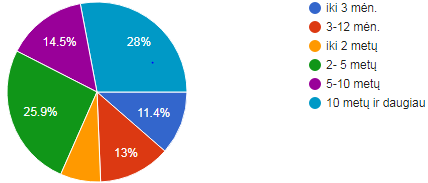 iki 3 mėn.
3-12 mėn.
iki 2 metų
2- 5 metų
5-10 metų
10 metų ir daugiau
28%
14.5%
25.9%
11.4%
13%